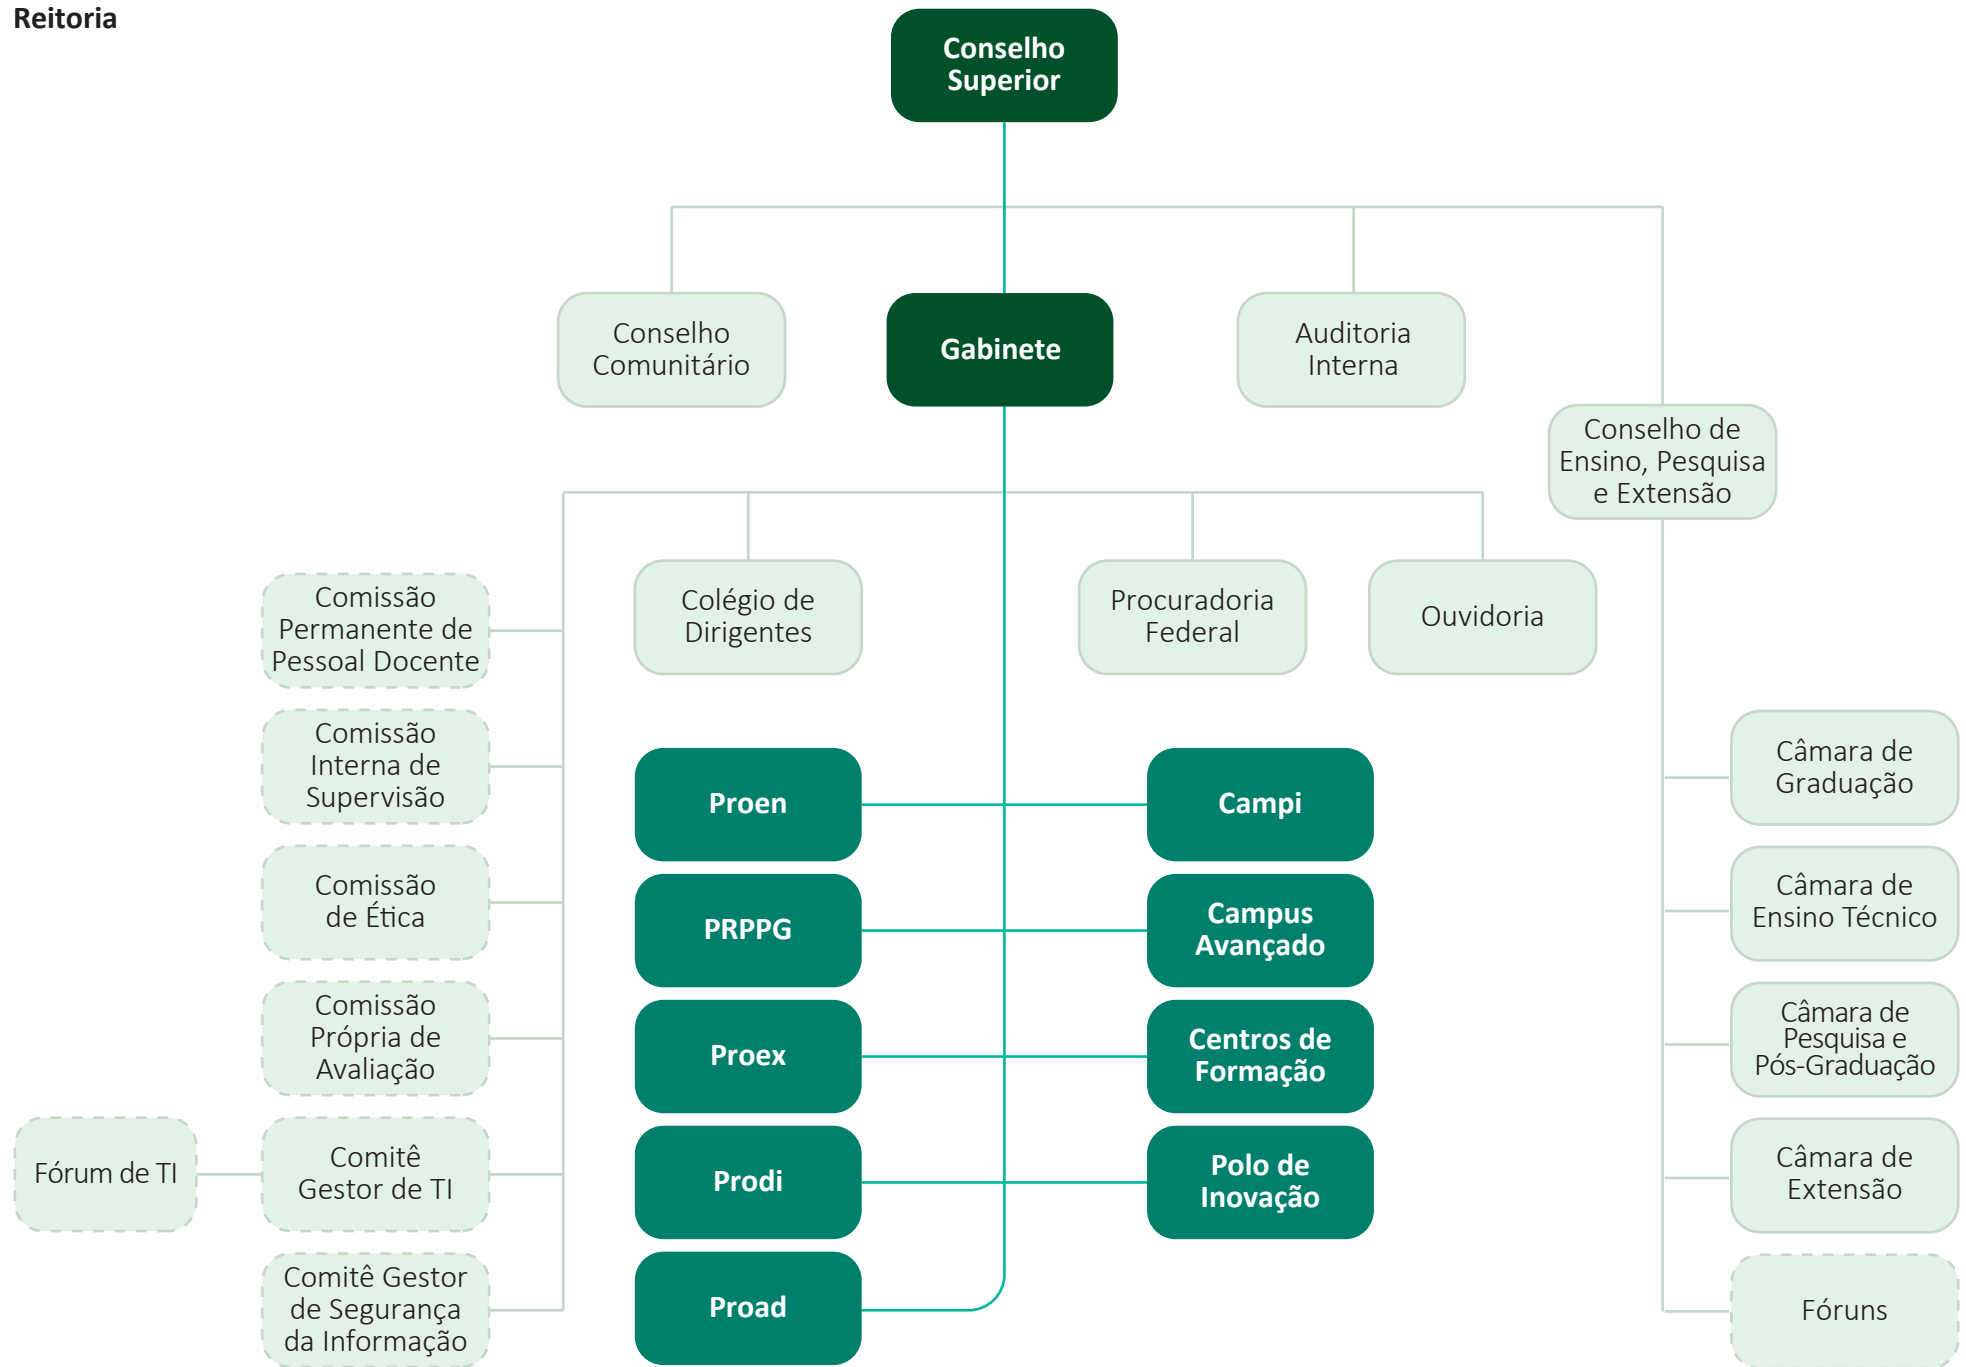 Reitoria
Conselho
Superior
Conselho
Comunitário
Gabinete
Auditoria
Interna
Conselho de
Ensino, Pesquisa
e Extensão
Comissão
Permanente de
Pessoal Docente
Colégio de
Dirigentes
Procuradoria
Federal
Ouvidoria
Comissão
Interna de
Supervisão
Proen
Campi
Câmara de
Graduação
Comissão
de Ética
PRPPG
Campus
Avançado
Câmara de
Ensino Técnico
Comissão
Própria de
Avaliação
Proex
Centros de
Formação
Câmara de
Pesquisa e
Pós-Graduação
Fórum de TI
Comitê
Gestor de TI
Prodi
Polo de
Inovação
Câmara de
Extensão
Comitê Gestor
de Segurança
da Informação
Proad
Fóruns